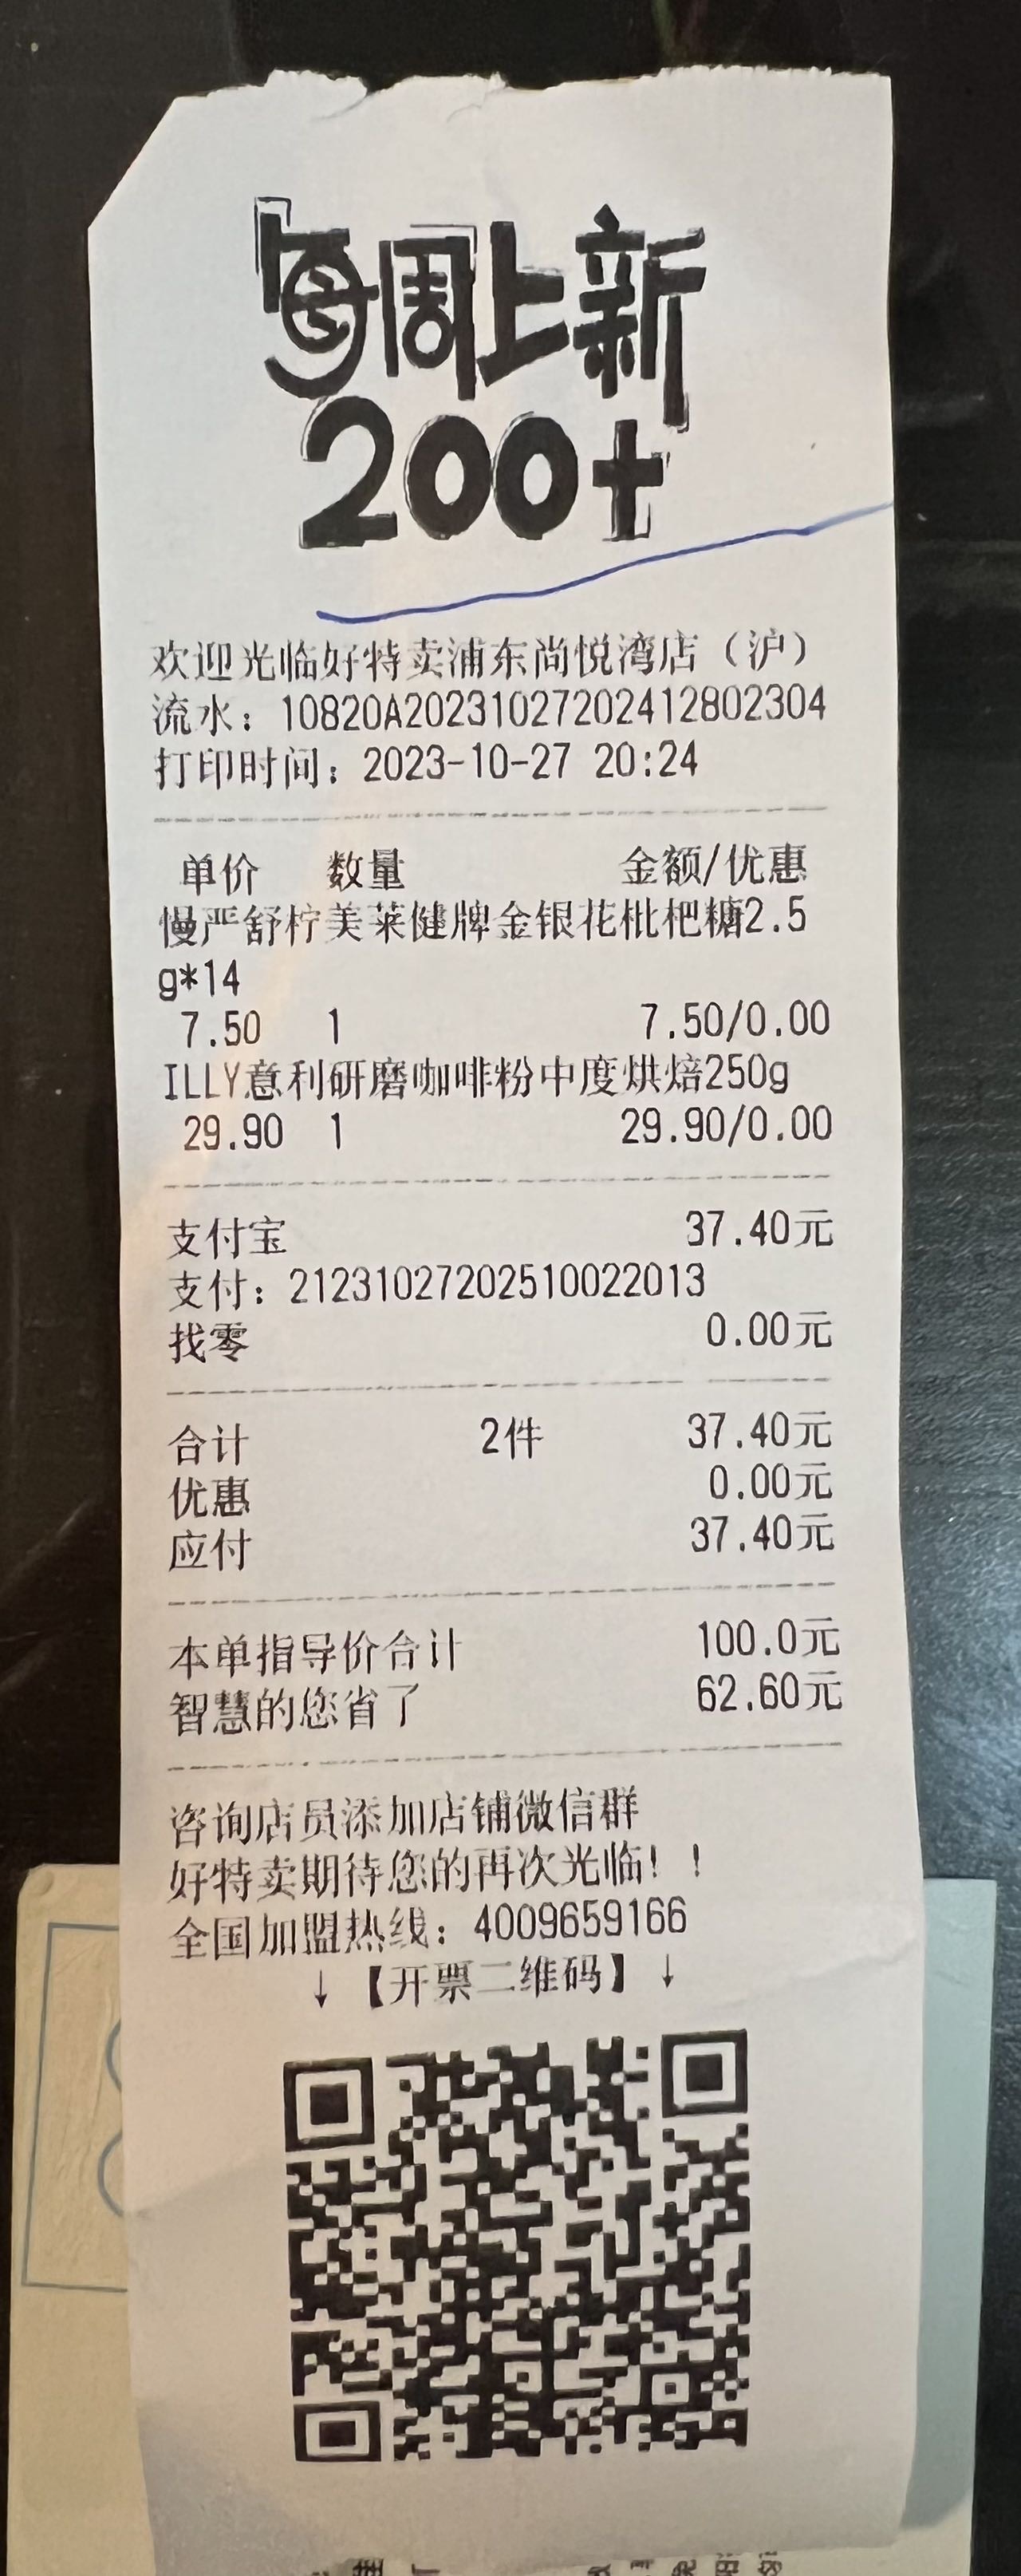 『每周上新』
200+
欢迎光临好特卖浦东尚悦湾店（沪）
流水：10820A20231027202412802304
打印时间：2023-10-27 20:24
单价 数量 金额/优惠
慢严舒柠美莱健牌金银花枇杷糖2.5
g*14
7.50 1 7.50/0.00
ILLY意利研磨咖啡粉中度烘焙250g
29.90 1 29.90/0.00
支付宝 37.40元
支付：21231027202510022013
找零 0.00元
合计 2件 37.40元
优惠 0.00元
应付 37.40元
本单指导价合计 100.0元
智慧的您省了 62.60元
咨询店员添加店铺微信群
好特卖期待您的再次光临！！
全国加盟热线：4009659166
↓【开票二维码】↓